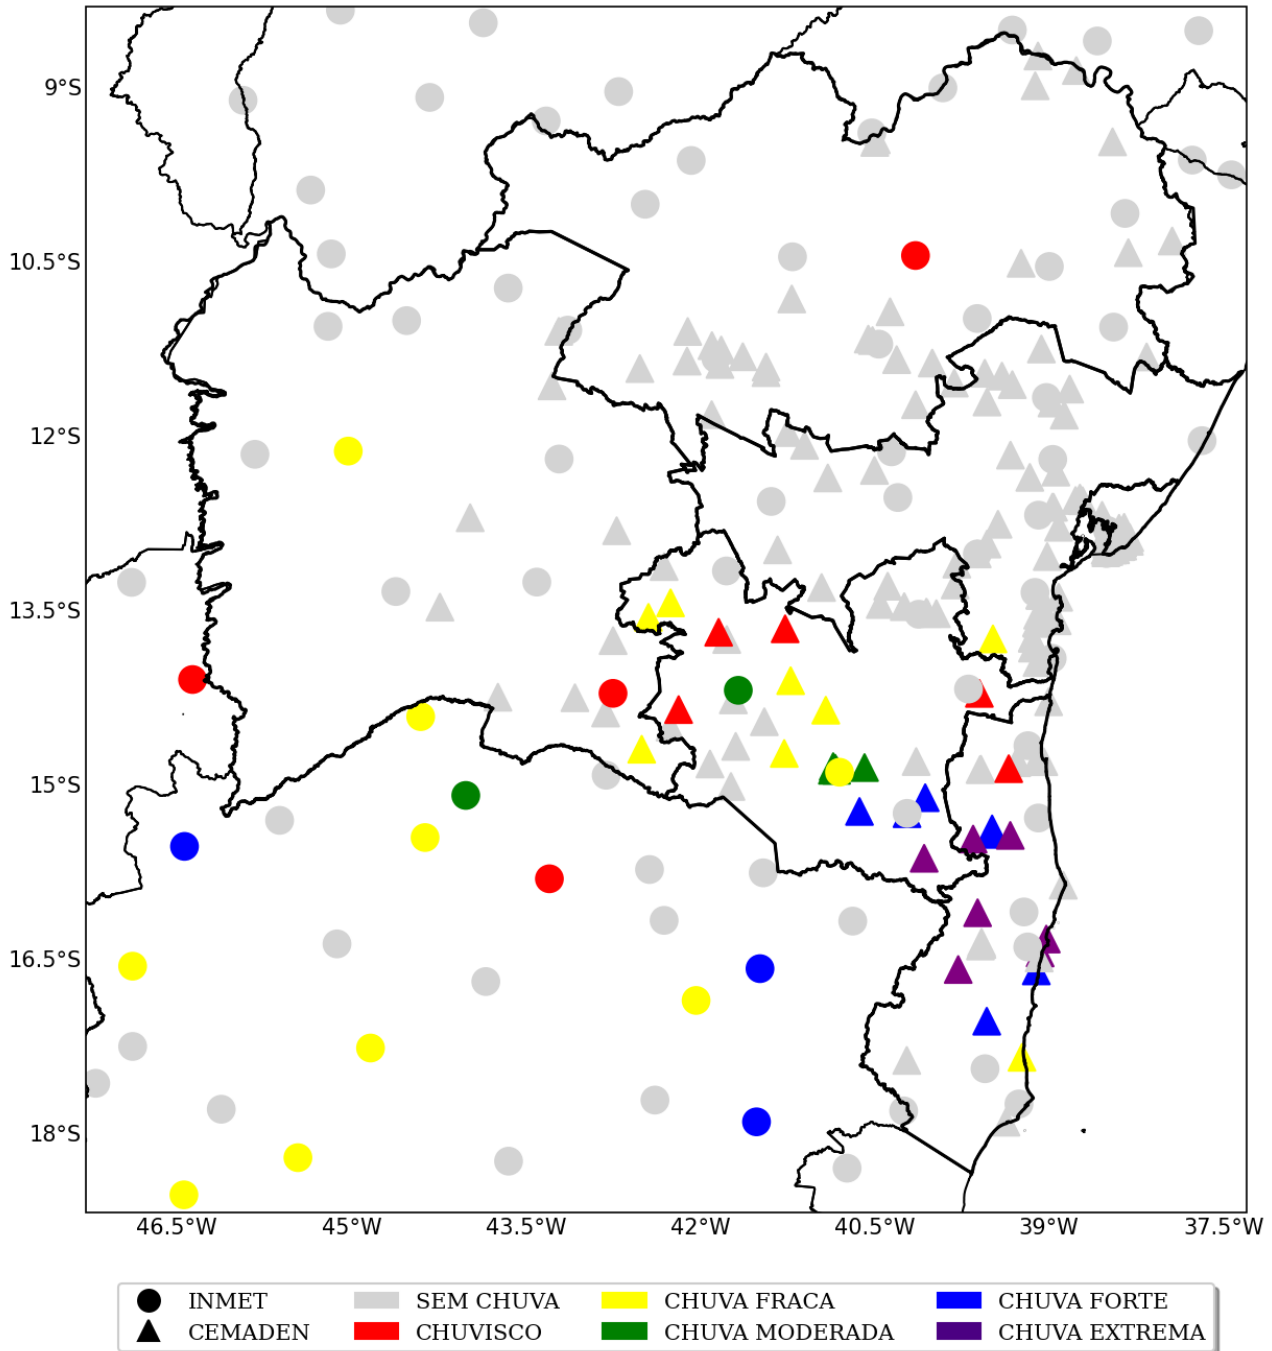 9°S
10.5°S
12°S
13.5°S
15°S
16.5°S
18°S
46.5°W 45°W 43.5°W 42°W 40.5°W 39°W 37.5°W
INMET SEM CHUVA CHUVA FRACA CHUVA FORTE
CEMADEN CHUVISCO CHUVA MODERADA CHUVA EXTREMA